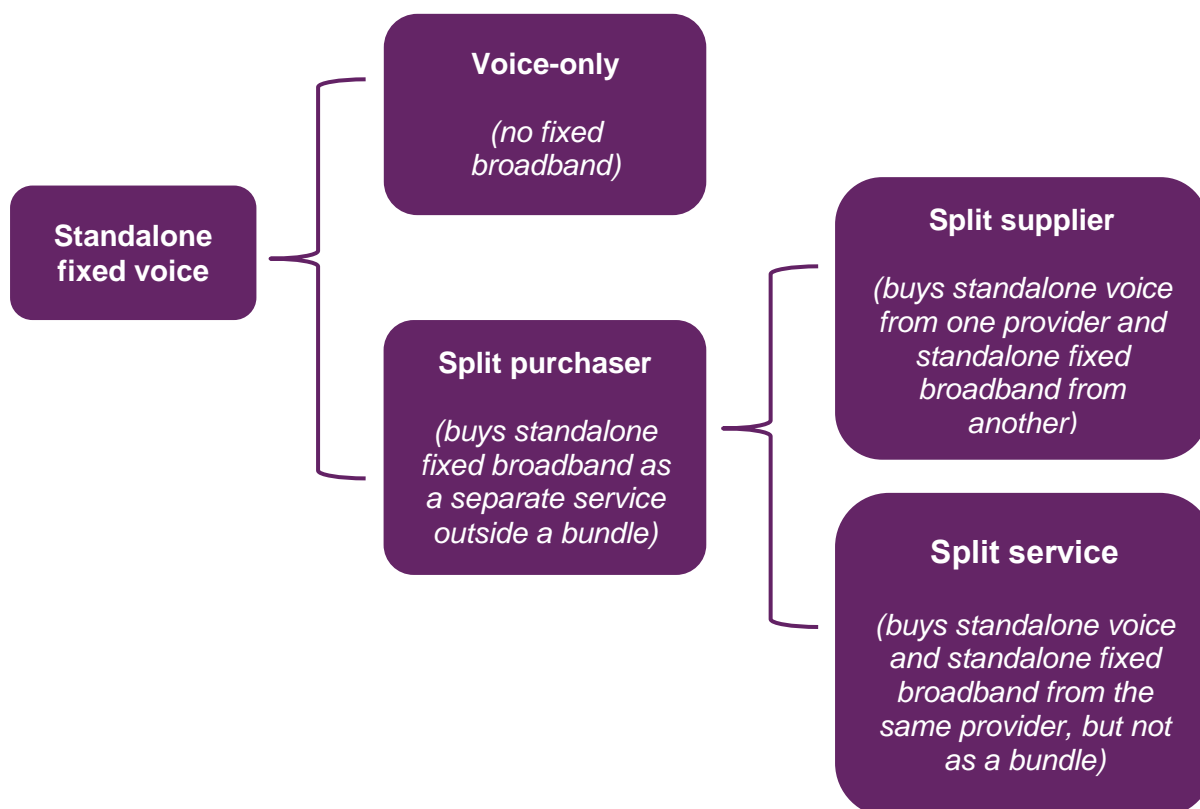 Standalone
fixed voice
Voice-only
(no fixed
broadband)
Split purchaser
(buys standalone
fixed broadband as
a separate service
outside a bundle)
Split supplier
(buys standalone voice
from one provider and
standalone fixed
broadband from
another)
Split service
(buys standalone voice
and standalone fixed
broadband from the
same provider, but not
as a bundle)